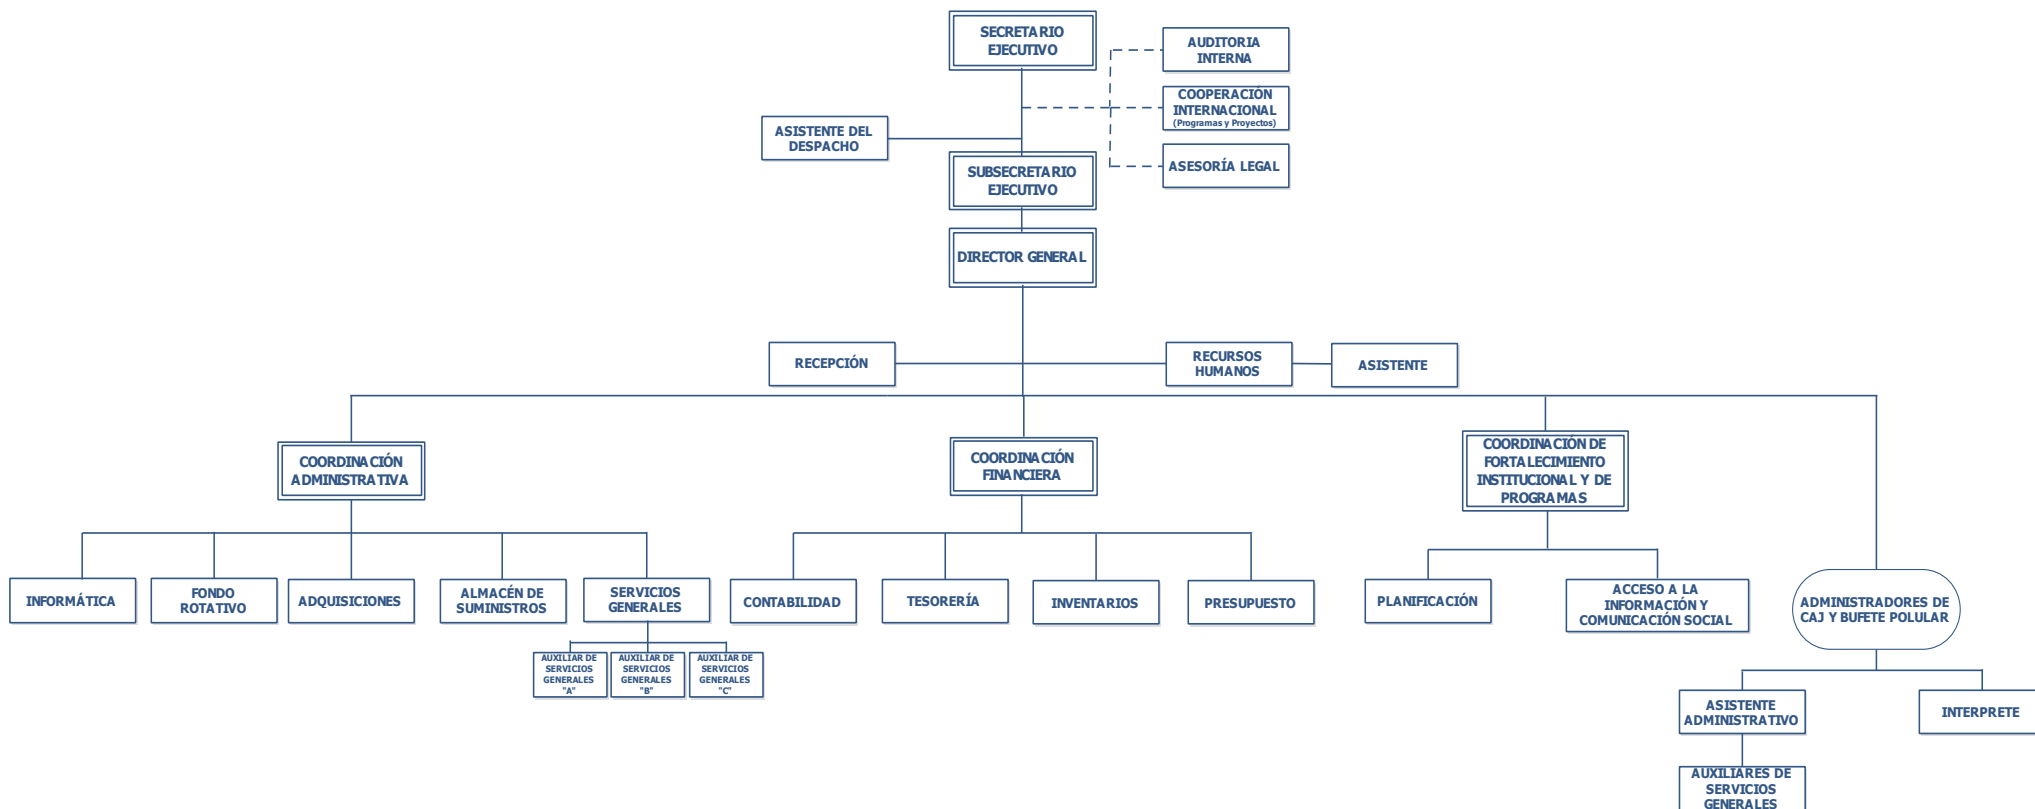 SECRETARIO
EJECUTIVO
AUDITORIA
INTERNA
COOPERACIÓN
INTERNACIONAL
(Programas y Proyectos)
ASISTENTE DEL
DESPACHO
ASESORÍA LEGAL
SUBSECRETARIO
EJECUTIVO
DIRECTOR GENERAL
RECEPCIÓN
RECURSOS
HUMANOS
ASISTENTE
COORDINACIÓN
ADMINISTRATIVA
COORDINACIÓN
FINANCIERA
COORDINACIÓN DE
FORTALECIMIENTO
INSTITUCIONAL Y DE
PROGRAMAS
INFORMÁTICA
FONDO
ROTATIVO
ADQUISICIONES
ALMACÉN DE
SUMINISTROS
SERVICIOS
GENERALES
CONTABILIDAD
TESORERÍA
INVENTARIOS
PRESUPUESTO
PLANIFICACIÓN
ACCESO A LA
INFORMACIÓN Y
COMUNICACIÓN SOCIAL
ADMINISTRADORES DE
CAJ Y BUFETE POLULAR
AUXILIAR DE
SERVICIOS
GENERALES
"A"
AUXILIAR DE
SERVICIOS
GENERALES
"B"
AUXILIAR DE
SERVICIOS
GENERALES
"C"
ASISTENTE
ADMINISTRATIVO
INTERPRETE
AUXILIARES DE
SERVICIOS
GENERALES